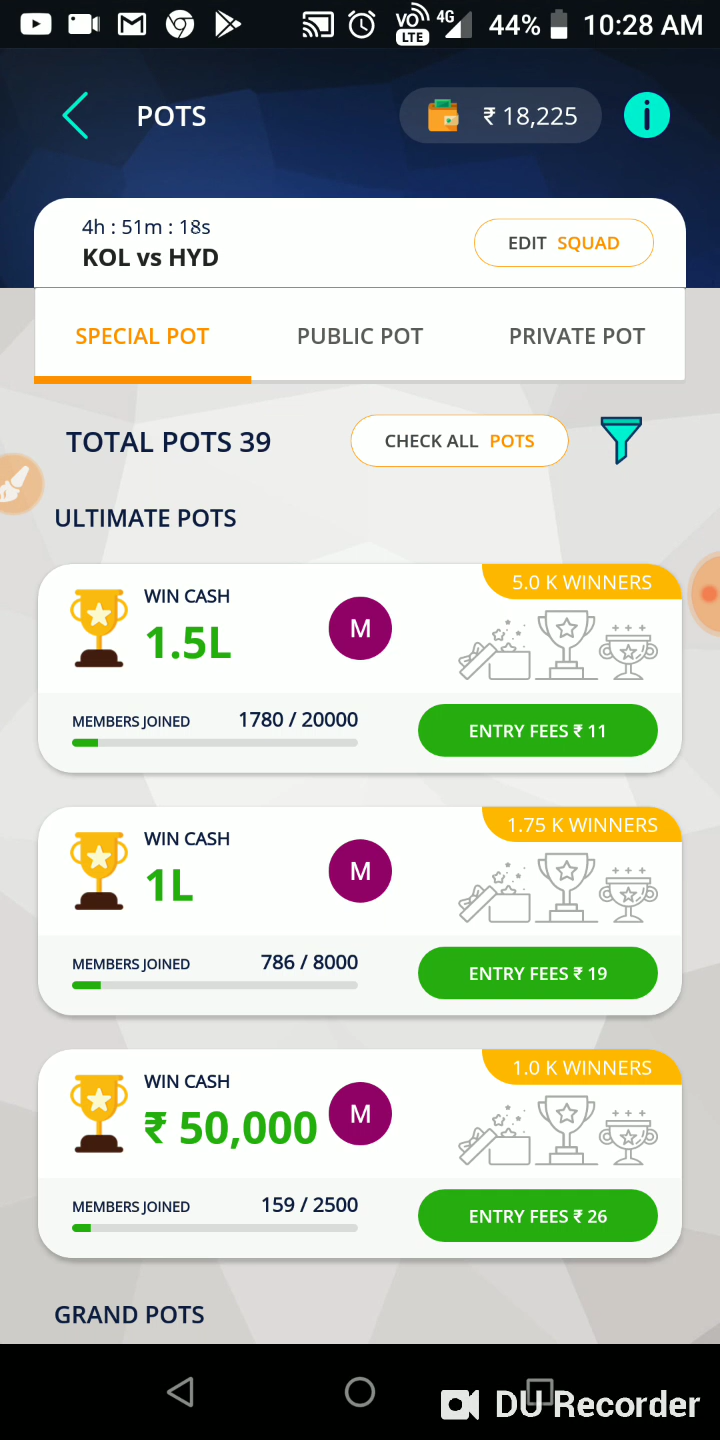 VO LTE 4G 44% 10:28 AM
POTS ₹ 18,225 i
4h : 51m : 18s
KOL vs HYD
EDIT SQUAD
SPECIAL POT PUBLIC POT PRIVATE POT
TOTAL POTS 39 CHECK ALL POTS
ULTIMATE POTS
5.0 K WINNERS
WIN CASH
1.5L M
MEMBERS JOINED 1780 / 20000 ENTRY FEES ₹ 11
1.75 K WINNERS
WIN CASH
1L M
MEMBERS JOINED 786 / 8000 ENTRY FEES ₹ 19
1.0 K WINNERS
WIN CASH
₹ 50,000 M
MEMBERS JOINED 159 / 2500 ENTRY FEES ₹ 26
GRAND POTS
DU Recorder